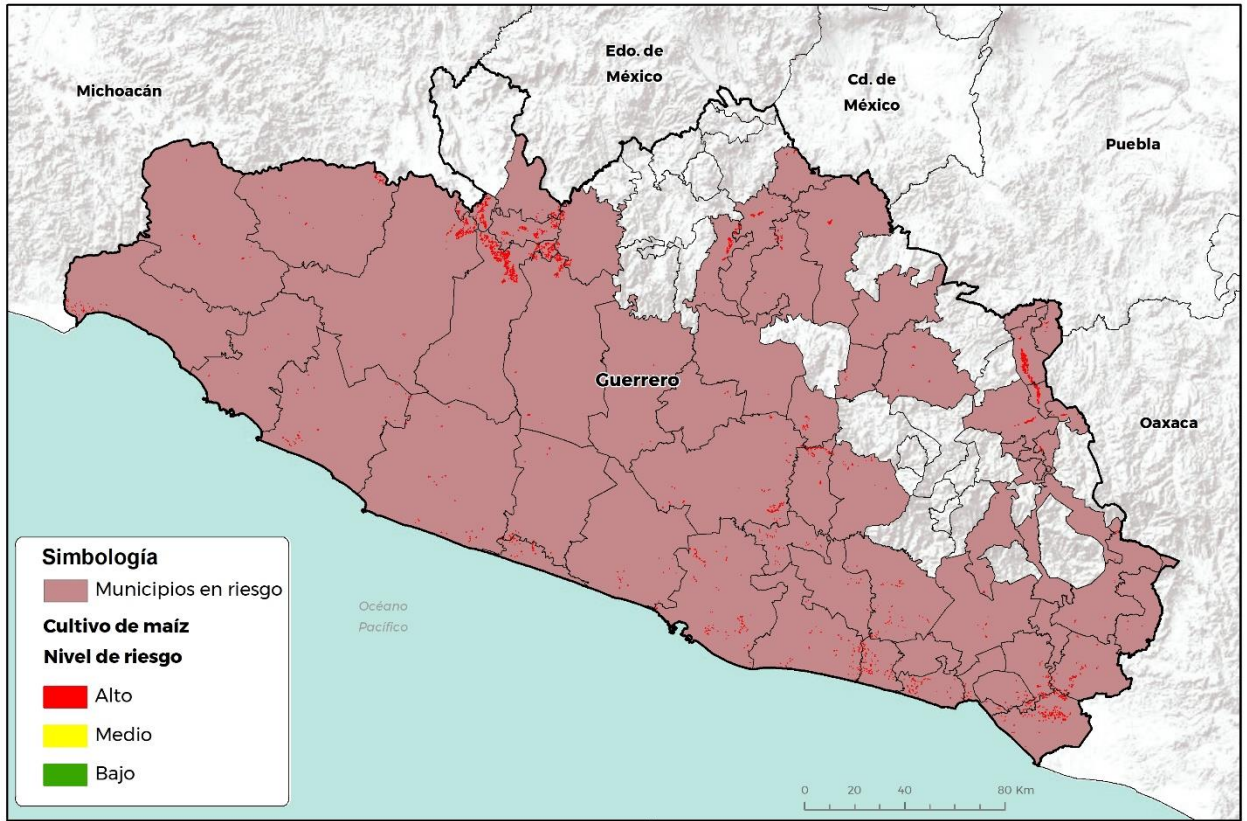 Edo. de
México
Michoacán
Cd. de
México
Puebla
Guerrero
Oaxaca
Simbología
Municipios en riesgo
Cultivo de maíz
Nivel de riesgo
Alto
Medio
Bajo
Océano
Pacífico
0 20 40 80 Km